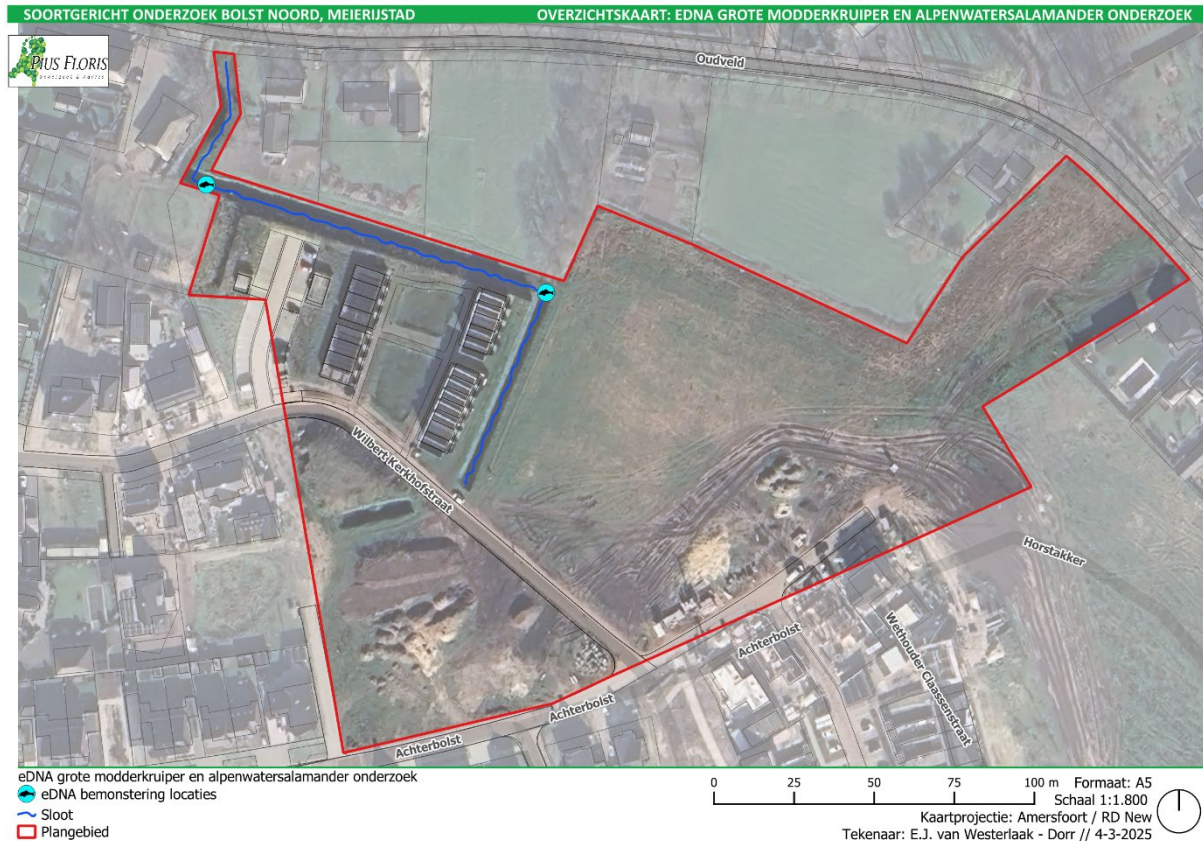 SOORTGERICHT ONDERZOEK BOLST NOORD, MEIERIJSTAD
OVERZICHTSKAART: EDNA GROTE MODDERKRUIPER EN ALPENWATERSALAMANDER ONDERZOEK
PIUS FLORIS
Oudveld
Wilbert Kerkhofstraat
Horstakker
Achterbolst
Wethouder Claassenstraat
Achterbolst
Achterbolst
eDNA grote modderkruiper en alpenwatersalamander onderzoek
eDNA bemonstering locaties
Sloot
Plangebied
0 25 50 75 100 m
Formaat: A5
Schaal 1:1.800
Kaartprojectie: Amersfoort / RD New
Tekenaar: E.J. van Westerlaak - Dorr // 4-3-2025